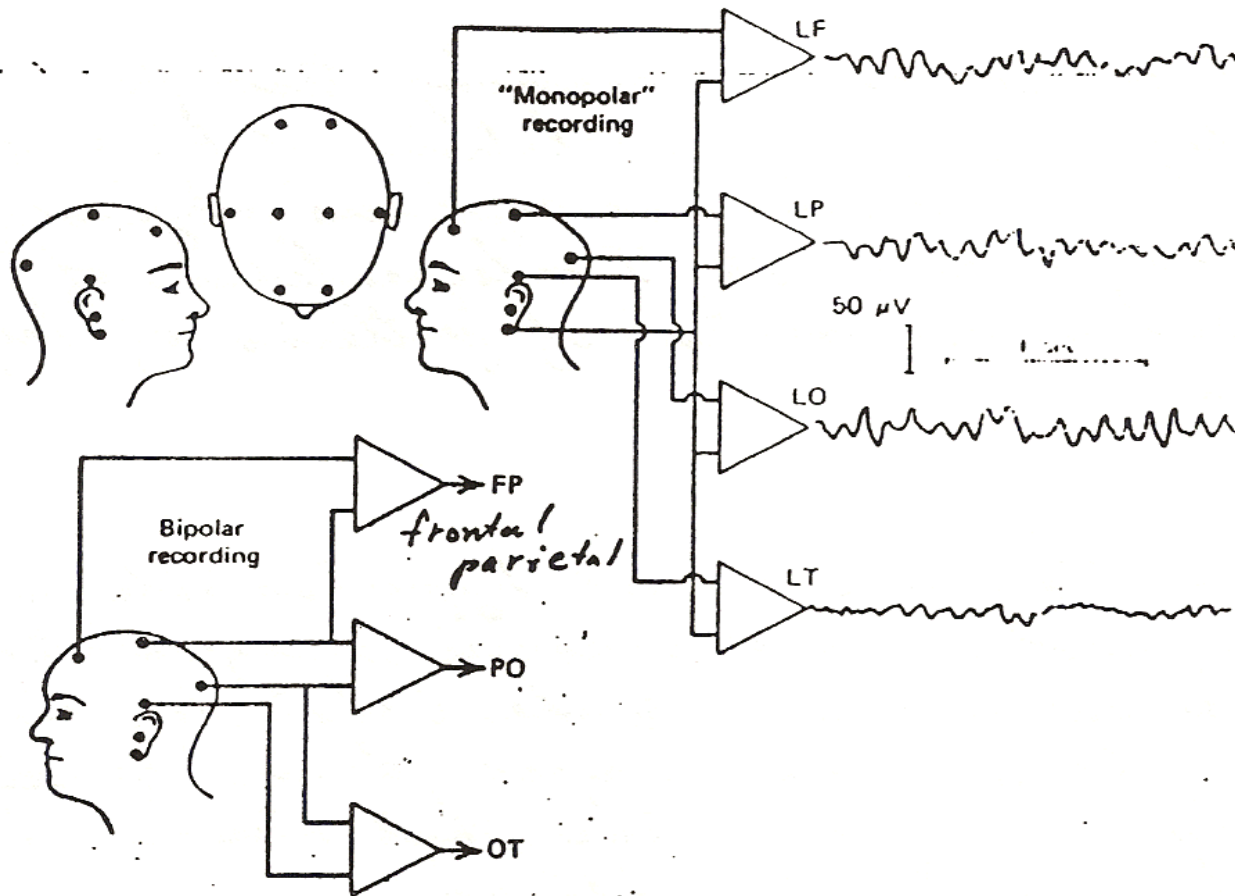 LF
"Monopolar"
recording
LP
50 µV
LO
FP
frontal
parietal
Bipolar
recording
LT
PO
OT